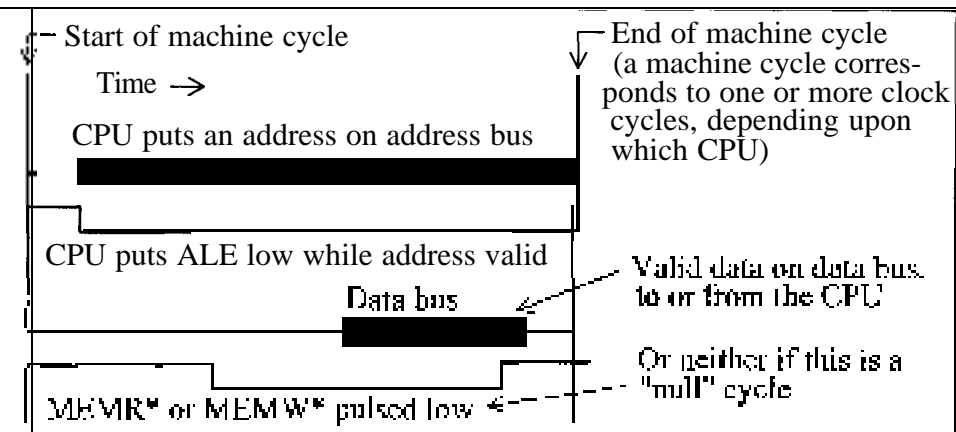 Start of machine cycle
Time →
CPU puts an address on address bus
CPU puts ALE low while address valid
Data bus
MEMR* or MEMW* pulsed low
End of machine cycle
(a machine cycle corres-
ponds to one or more clock
cycles, depending upon
which CPU)
Valid data on data bus.
to or from the CPU
Or neither if this is a
"null" cycle